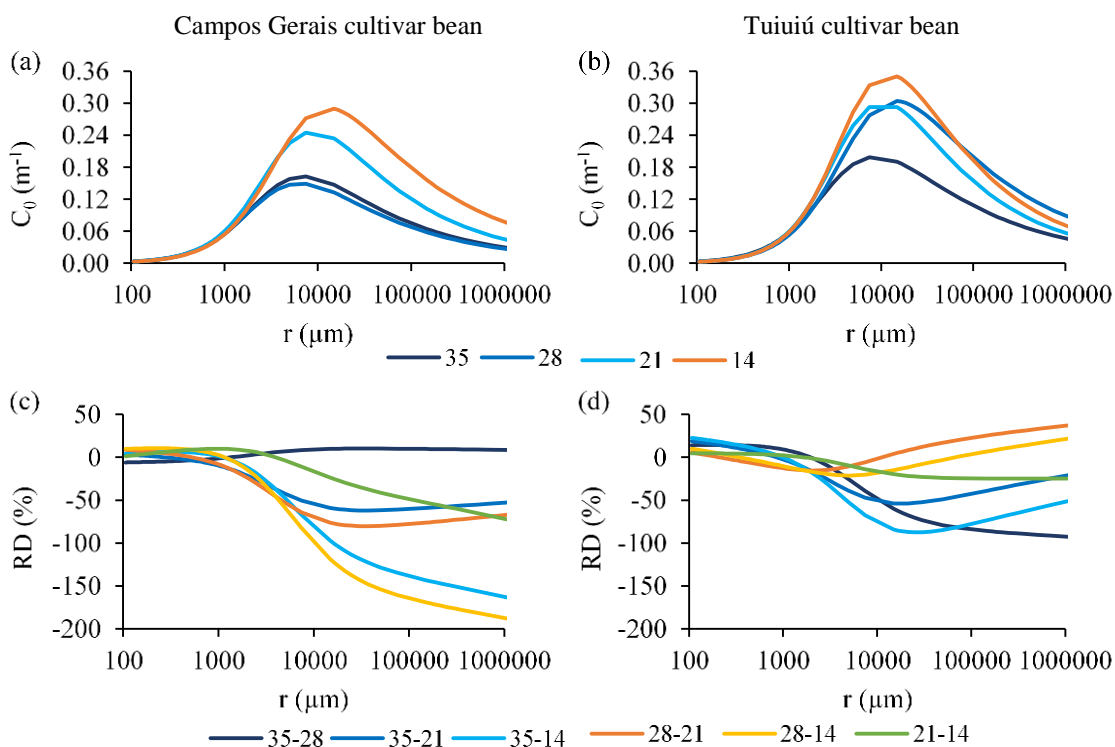 Campos Gerais cultivar bean
Tuiuiú cultivar bean
(a)
0.36
0.30
0.24
0.18
0.12
0.06
0.00
C₀ (m⁻¹)
100 1000 10000 100000 1000000
r (µm)
(b)
0.36
0.30
0.24
0.18
0.12
0.06
0.00
C₀ (m⁻¹)
100 1000 10000 100000 1000000
r (µm)
35 28 21 14
(c)
50
0
-50
-100
-150
-200
RD (%)
100 1000 10000 100000 1000000
r (µm)
(d)
50
0
-50
-100
-150
-200
RD (%)
100 1000 10000 100000 1000000
r (µm)
35-28 35-21 35-14 28-21 28-14 21-14